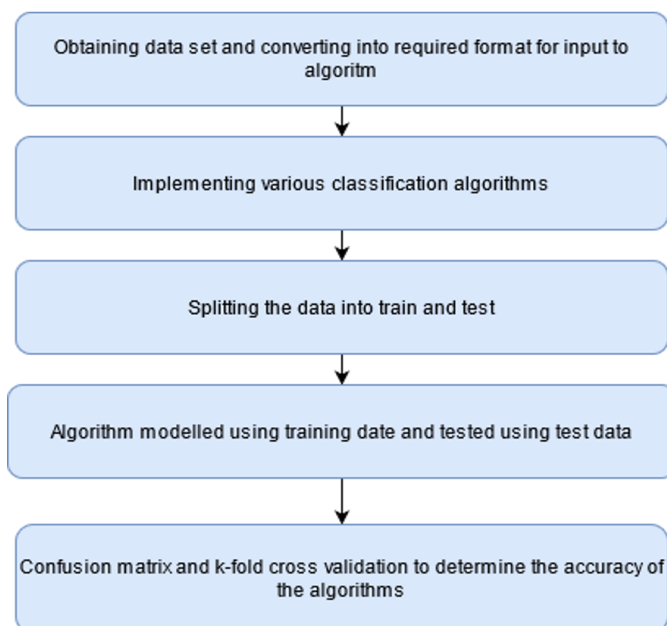 Obtaining data set and converting into required format for input to
algoritm
Implementing various classification algorithms
Splitting the data into train and test
Algorithm modelled using training date and tested using test data
Confusion matrix and k-fold cross validation to determine the accuracy of
the algorithms